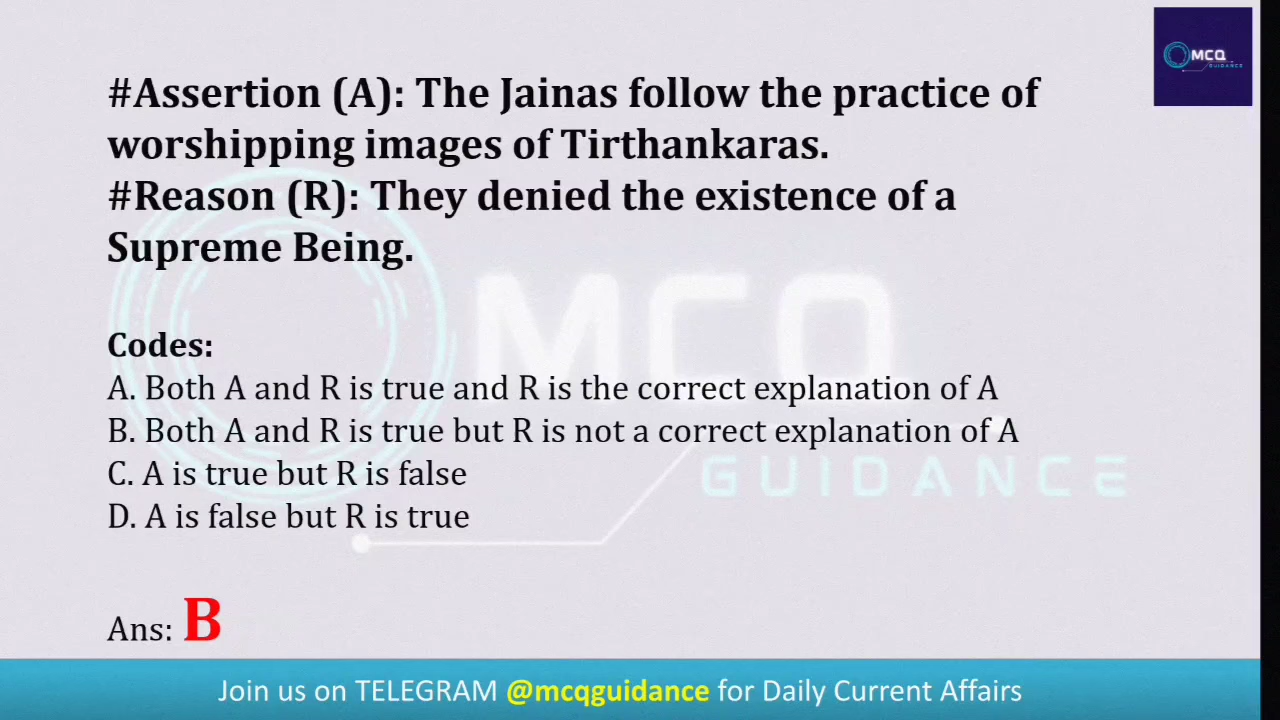 MCQ
GUIDANCE
#Assertion (A): The Jainas follow the practice of
worshipping images of Tirthankaras.
#Reason (R): They denied the existence of a
Supreme Being.
MCQ
GUIDANCE
Codes:
A. Both A and R is true and R is the correct explanation of A
B. Both A and R is true but R is not a correct explanation of A
C. A is true but R is false
D. A is false but R is true
Ans: B
Join us on TELEGRAM @mcqguidance for Daily Current Affairs